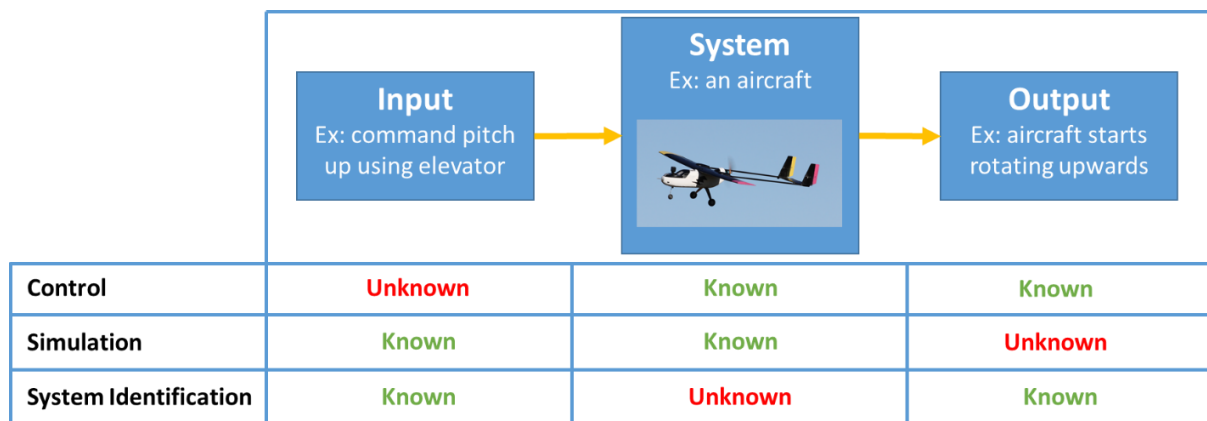 Input
Ex: command pitch
up using elevator
System
Ex: an aircraft
Output
Ex: aircraft starts
rotating upwards
Control
Unknown
Known
Known
Simulation
Known
Known
Unknown
System Identification
Known
Unknown
Known